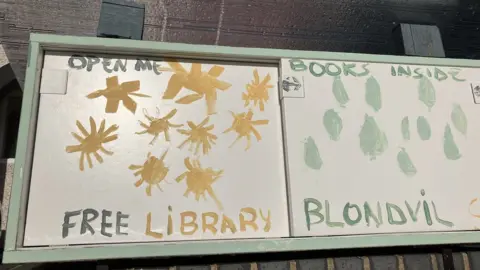 OPEN ME
FREE LIBRARY
BOOKS INSIDE
BLONDViL